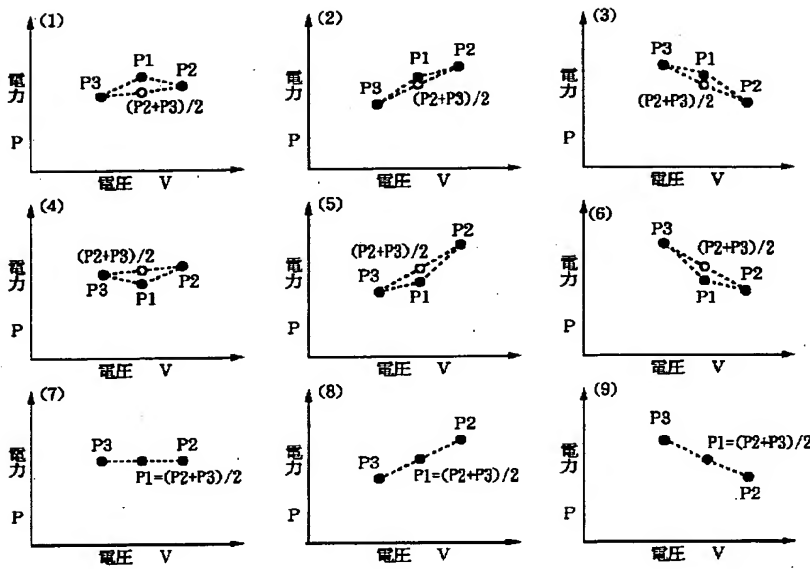 (1)
電力 P
P3
P1
P2
(P2+P3)/2
電圧 V
(2)
電力 P
P3
P1
P2
(P2+P3)/2
電圧 V
(3)
電力 P
P3
P1
P2
(P2+P3)/2
電圧 V
(4)
電力 P
(P2+P3)/2
P3
P1
P2
電圧 V
(5)
電力 P
P2
(P2+P3)/2
P3
P1
電圧 V
(6)
電力 P
P3
(P2+P3)/2
P1
P2
電圧 V
(7)
電力 P
P3
P2
P1=(P2+P3)/2
電圧 V
(8)
電力 P
P2
P3
P1=(P2+P3)/2
電圧 V
(9)
電力 P
P3
P1=(P2+P3)/2
P2
電圧 V